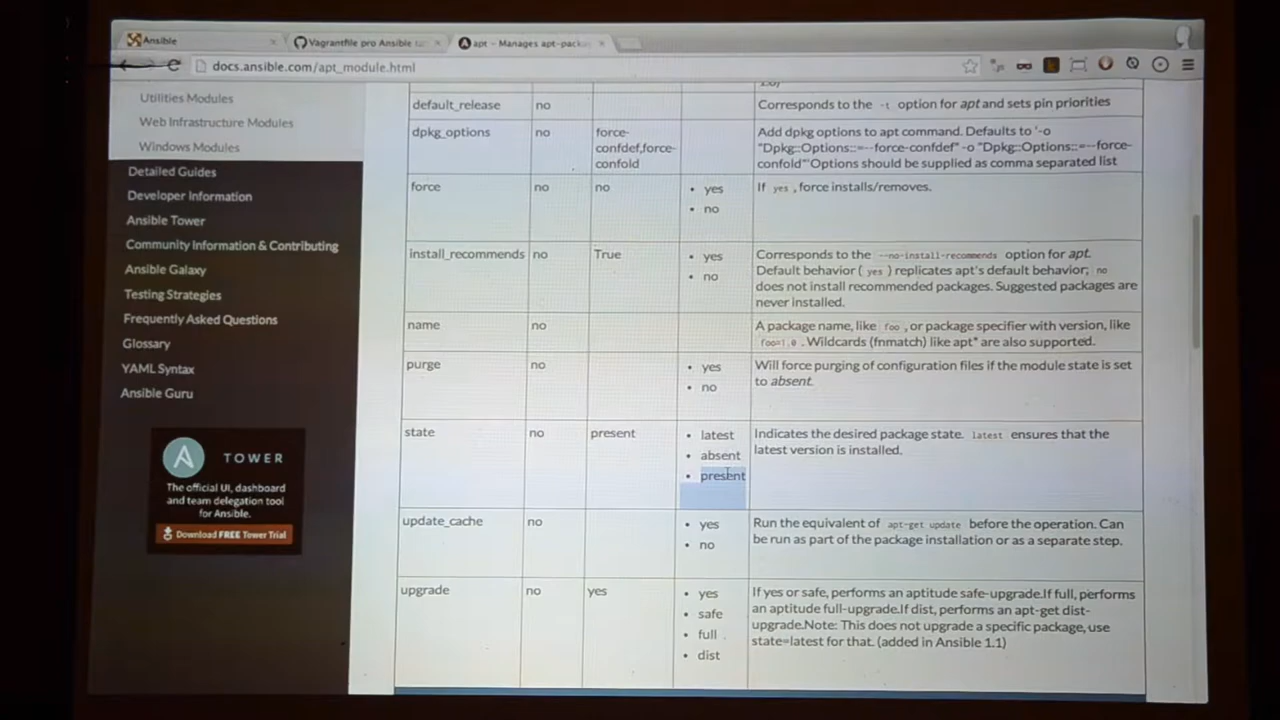 Ansible
Vagrantfile pro Ansible
apt - Manages apt-pack
docs.ansible.com/apt_module.html
Utilities Modules
Web Infrastructure Modules
Windows Modules
Detailed Guides
Developer Information
Ansible Tower
Community Information & Contributing
Ansible Galaxy
Testing Strategies
Frequently Asked Questions
Glossary
YAML Syntax
Ansible Guru
TOWER
The official UI, dashboard
and team delegation tool
for Ansible.
Download FREE Tower Trial
default_release no Corresponds to the -t option for apt and sets pin priorities
dpkg_options no force-
confdef,force-
confold
Add dpkg options to apt command. Defaults to '-o
"Dpkg::Options::=--force-confdef" -o "Dpkg::Options::=--force-
confold"' Options should be supplied as comma separated list
force no no
• yes
• no
If yes, force installs/removes.
install_recommends no True
• yes
• no
Corresponds to the --no-install-recommends option for apt.
Default behavior (yes) replicates apt's default behavior; no
does not install recommended packages. Suggested packages are
never installed.
name no
A package name, like foo, or package specifier with version, like
foo=1.0. Wildcards (fnmatch) like apt* are also supported.
purge no
• yes
• no
Will force purging of configuration files if the module state is set
to absent.
state no present
• latest
• absent
• present
Indicates the desired package state. latest ensures that the
latest version is installed.
update_cache no
• yes
• no
Run the equivalent of apt-get update before the operation. Can
be run as part of the package installation or as a separate step.
upgrade no yes
• yes
• safe
• full
• dist
If yes or safe, performs an aptitude safe-upgrade.If full, performs
an aptitude full-upgrade.If dist, performs an apt-get dist-
upgrade.Note: This does not upgrade a specific package, use
state=latest for that. (added in Ansible 1.1)